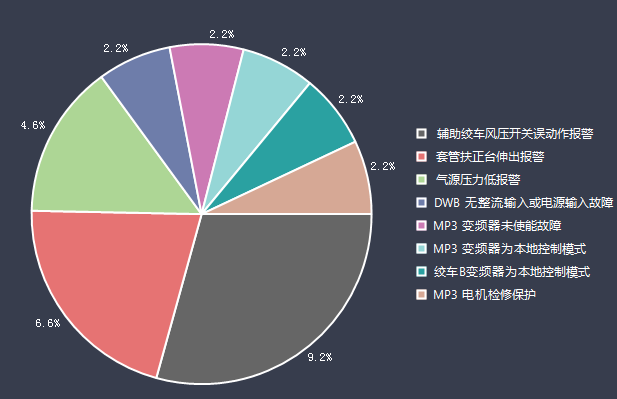 2.2%
2.2%
2.2%
2.2%
4.6%
2.2%
6.6%
9.2%
辅助绞车风压开关误动作报警
套管扶正台伸出报警
气源压力低报警
DWB 无整流输入或电源输入故障
MP3 变频器未使能故障
MP3 变频器为本地控制模式
绞车B变频器为本地控制模式
MP3 电机检修保护